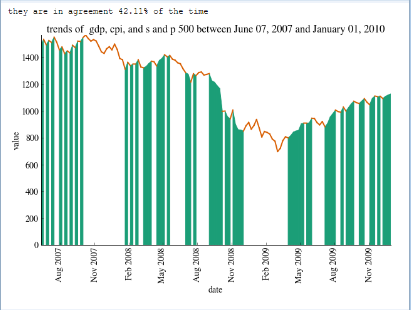 they are in agreement 42.11% of the time
trends of gdp, cpi, and s and p 500 between June 07, 2007 and January 01, 2010
1400
1200
1000
800
600
400
200
0
value
Aug 2007
Nov 2007
Feb 2008
May 2008
Aug 2008
Nov 2008
Feb 2009
May 2009
Aug 2009
Nov 2009
date